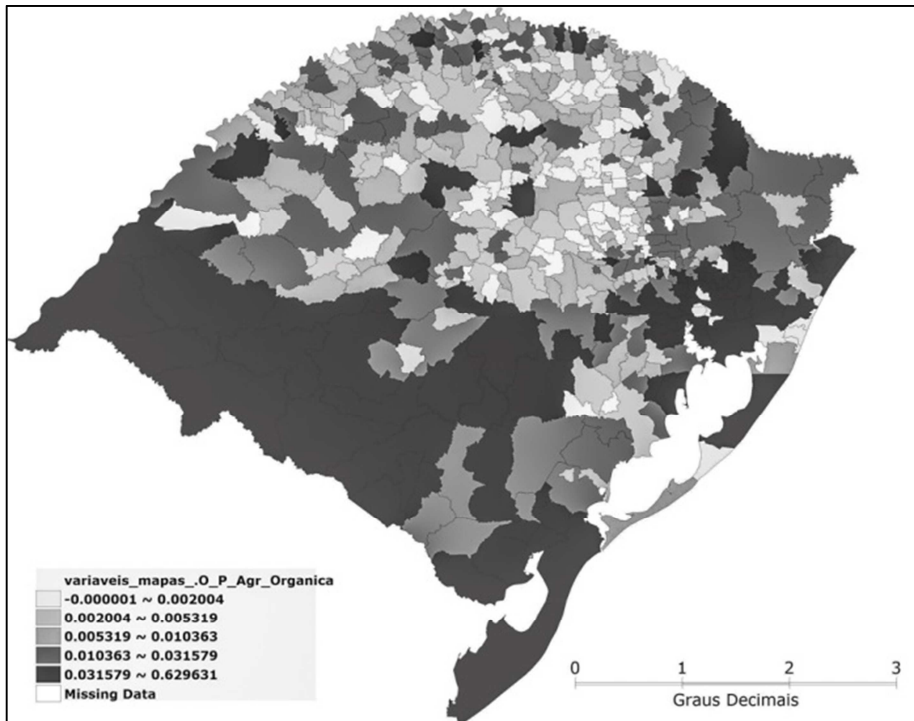 variaveis_mapas_.O_P_Agr_Organica
-0.000001 ~ 0.002004
0.002004 ~ 0.005319
0.005319 ~ 0.010363
0.010363 ~ 0.031579
0.031579 ~ 0.629631
Missing Data
0 1 2 3
Graus Decimais